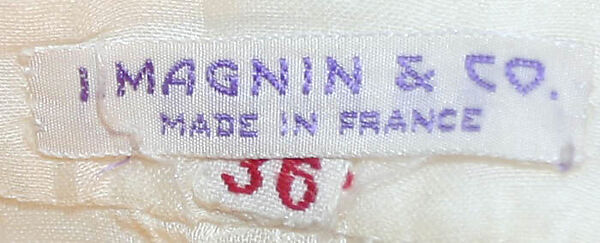 I MAGNIN & CO.
MADE IN FRANCE
36